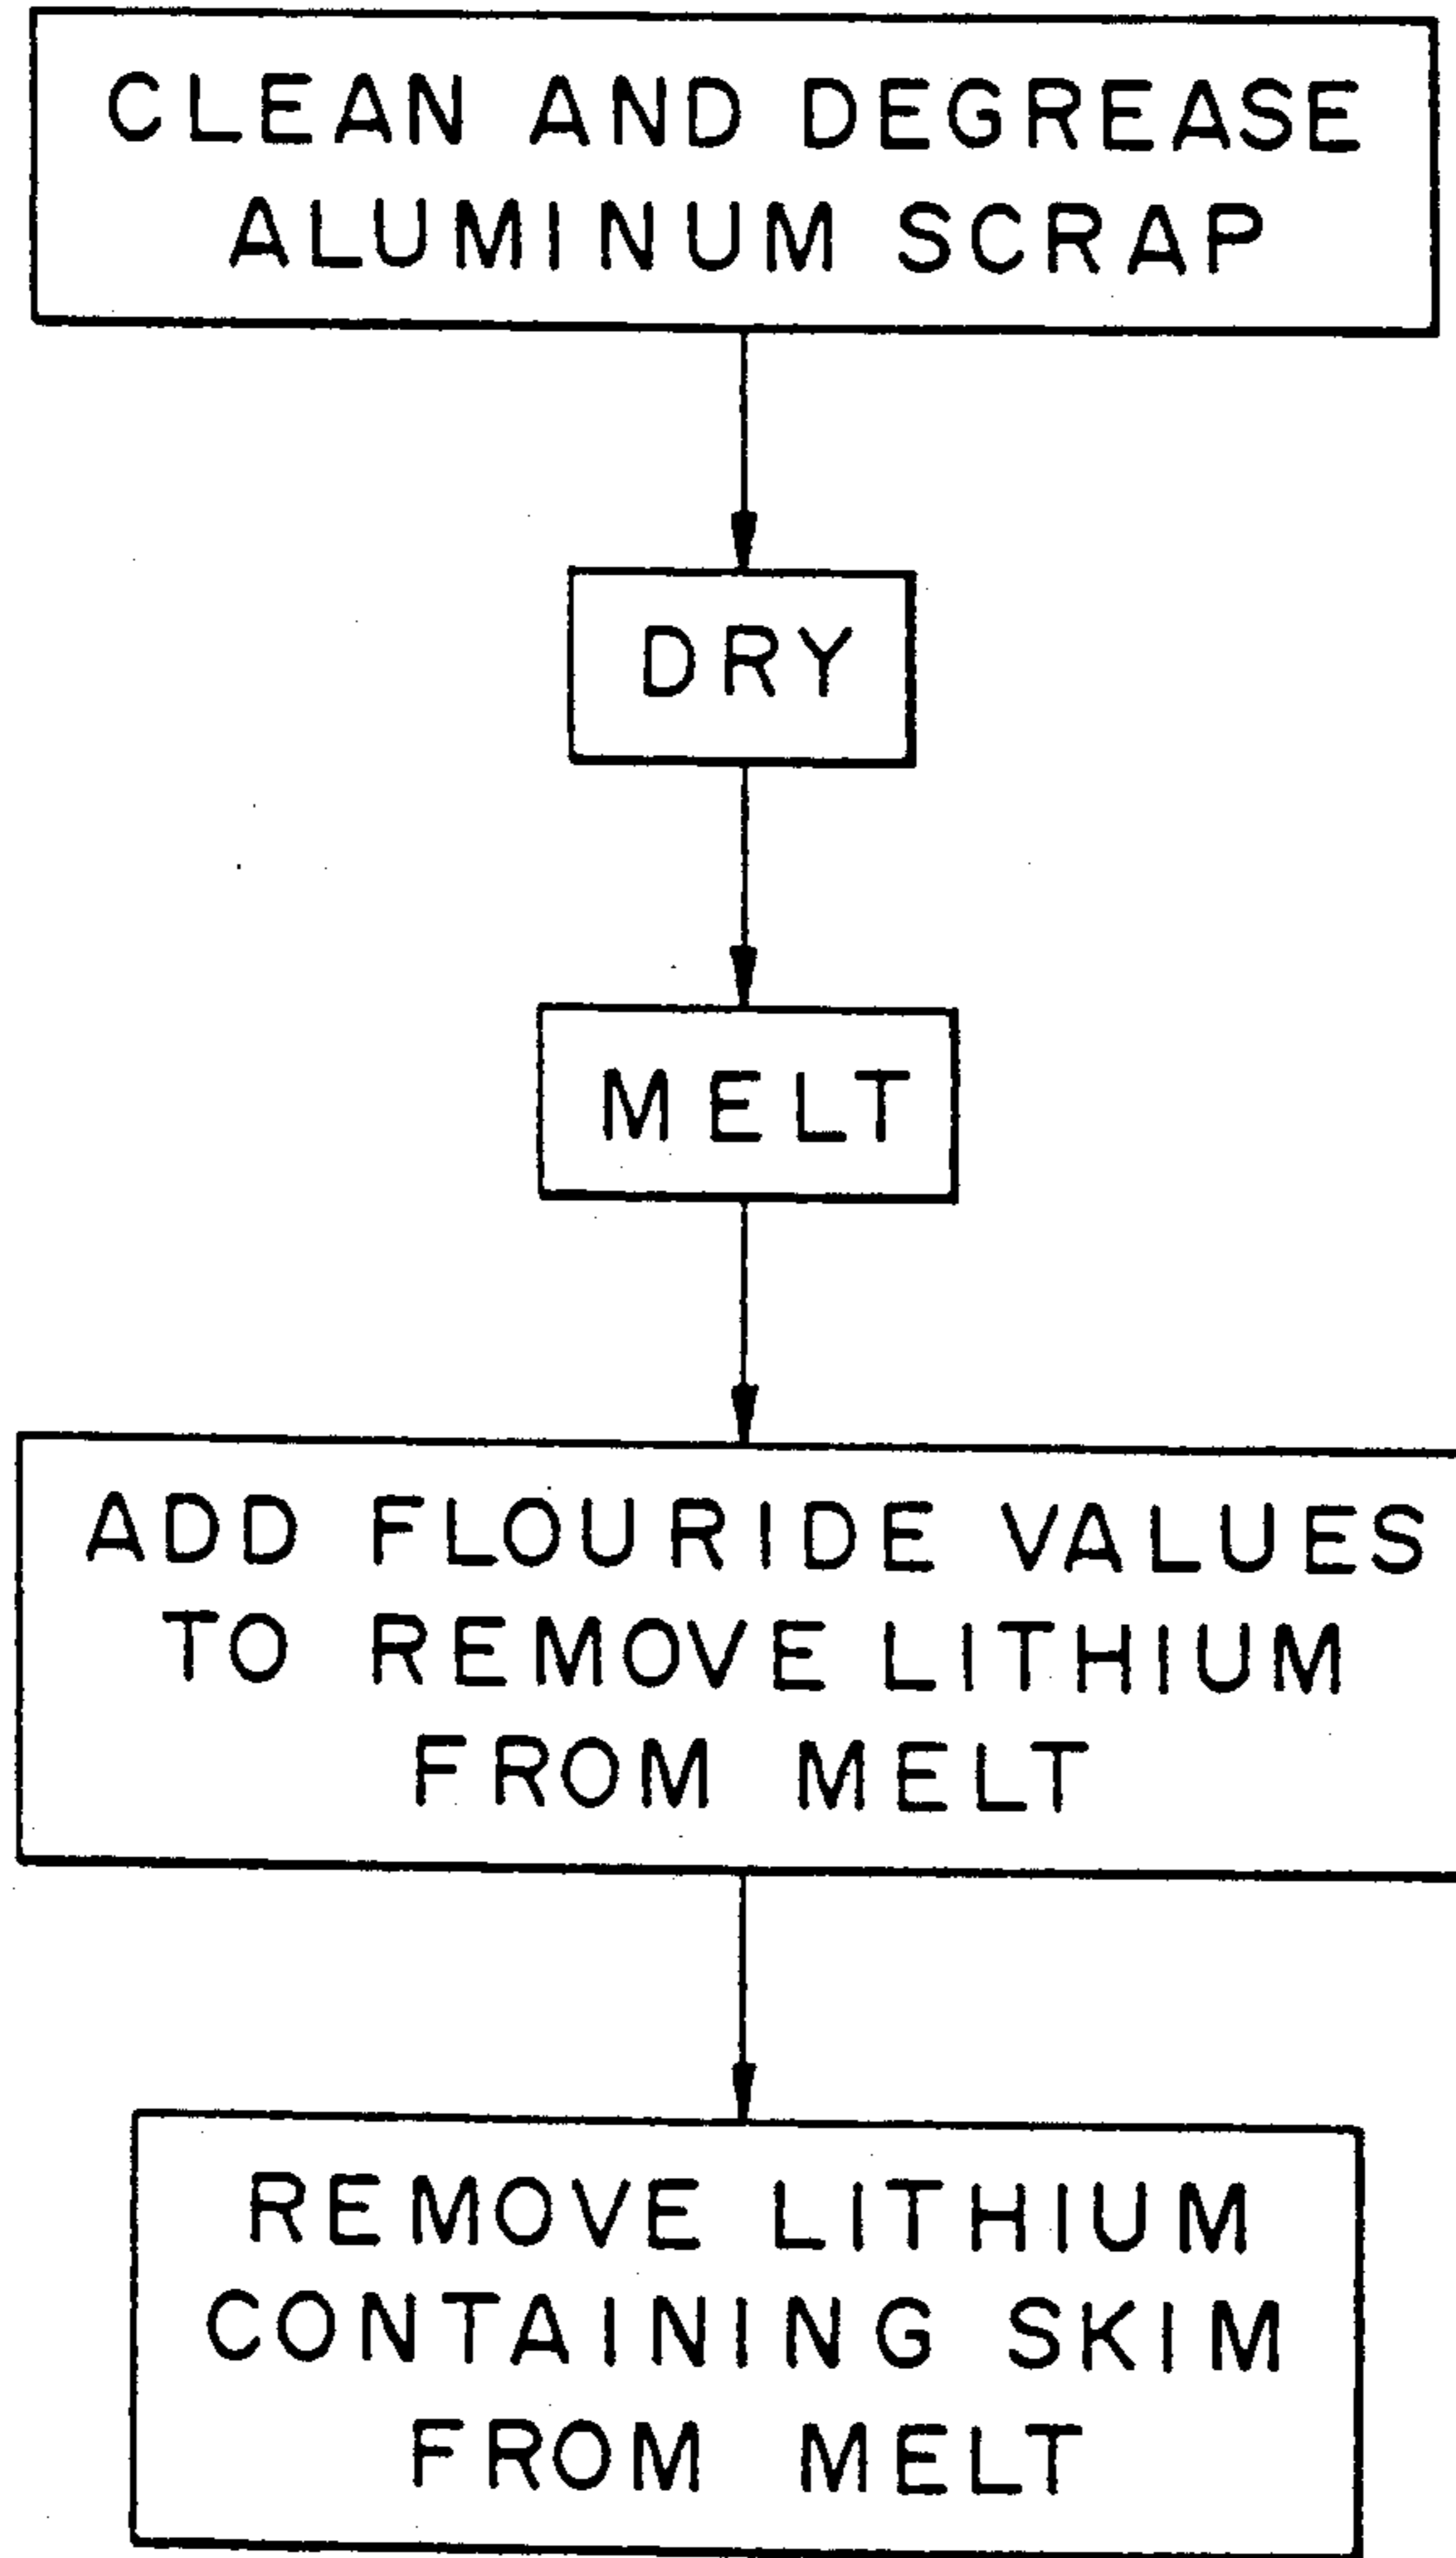 CLEAN AND DEGREASE
ALUMINUM SCRAP
DRY
MELT
ADD FLOURIDE VALUES
TO REMOVE LITHIUM
FROM MELT
REMOVE LITHIUM
CONTAINING SKIM
FROM MELT